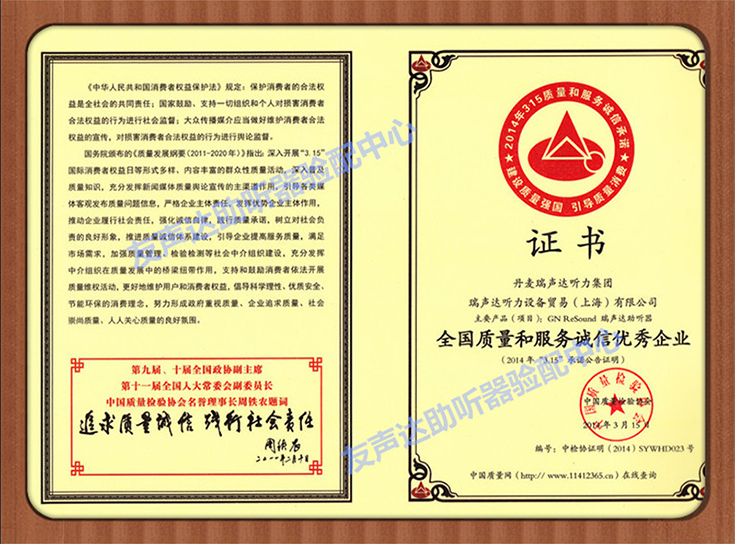 《中华人民共和国消费者权益保护法》规定：保护消费者的合法权
益是全社会的共同责任；国家鼓励、支持一切组织和个人对损害消费者
合法权益的行为进行社会监督；大众传播媒介应当做好维护消费者合法
权益的宣传，对损害消费者合法权益的行为进行舆论监督。
国务院颁布的《质量发展纲要（2011-2020年）》指出：深入开展“3.15”
国际消费者权益日等形式多样、内容丰富的群众性质量活动，深入普及
质量知识，充分发挥新闻媒体质量舆论宣传的主渠道作用，引导各类媒
体客观发布质量问题信息，严格企业主体责任，发挥优势企业主体作用，
推动企业履行社会责任，强化诚信自律，践行质量承诺，树立对社会负责
的良好形象，推进质量诚信体系建设，引导企业提高服务质量，满足
市场需求，加强质量管理、检验检测等社会中介组织建设，充分发挥
中介组织在质量发展中的桥梁纽带作用，支持和鼓励消费者依法开展
质量维权活动，更好地维护用户和消费者权益，倡导科学理性、优质安全、
节能环保的消费理念，努力形成政府重视质量、企业追求质量、社会
崇尚质量、人人关心质量的良好氛围。
第九届、十届全国政协副主席
第十一届全国人大常委会副委员长
中国质量检验协会名誉理事长周铁农题词
追求质量诚信 践行社会责任
周铁农
二〇一一年二月十日
2014年3·15质量和服务诚信承诺
★建设质量强国 引导质量消费★
证书
丹麦瑞声达听力集团
瑞声达听力设备贸易（上海）有限公司
主要产品（项目）：GN ReSound 瑞声达助听器
全国质量和服务诚信优秀企业
（2014年“3.15”承诺公告证明）
中国质量检验协会
2014年3月15日
编号：中检协证明（2014）SYWHD023号
中国质量网（http://www.11412365.cn）在线查询
友声达助听器验配中心
友声达助听器验配中心